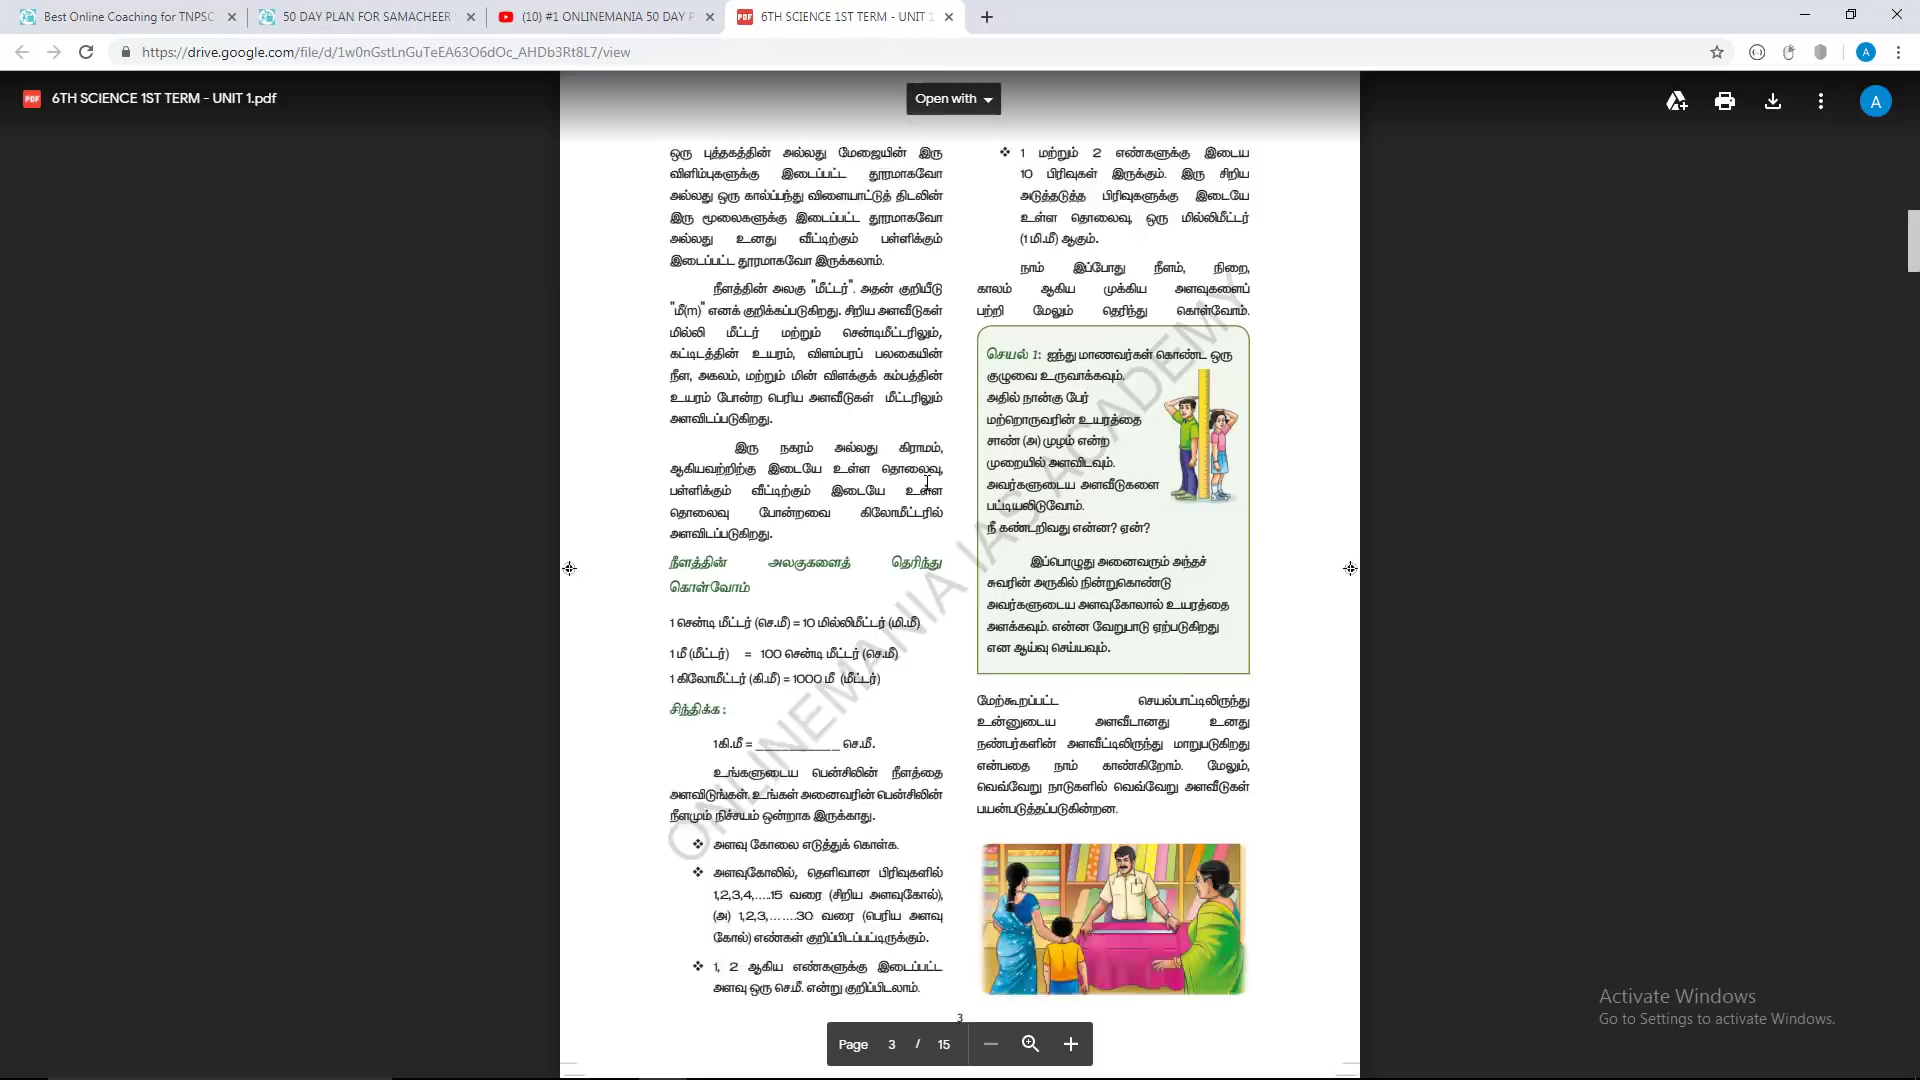 Best Online Coaching for TNPSC
50 DAY PLAN FOR SAMACHEER
(10) #1 ONLINEMANIA 50 DAY P
6TH SCIENCE 1ST TERM - UNIT 1
https://drive.google.com/file/d/1w0nGstLnGuTeEA63O6dOc_AHDb3Rt8L7/view
A
PDF 6TH SCIENCE 1ST TERM - UNIT 1.pdf
Open with
A
ஒரு புத்தகத்தின் அல்லது மேஜையின் இரு
விளிம்புகளுக்கு இடைப்பட்ட தூரமாகவோ
அல்லது ஒரு கால்ப்பந்து விளையாட்டுத் திடலின்
இரு மூலைகளுக்கு இடைப்பட்ட தூரமாகவோ
அல்லது உனது வீட்டிற்கும் பள்ளிக்கும்
இடைப்பட்ட தூரமாகவோ இருக்கலாம்.
நீளத்தின் அலகு "மீட்டர்". அதன் குறியீடு
"மீ(m)" எனக் குறிக்கப்படுகிறது. சிறிய அளவீடுகள்
மில்லி மீட்டர் மற்றும் சென்டிமீட்டரிலும்,
கட்டிடத்தின் உயரம், விளம்பரப் பலகையின்
நீள, அகலம், மற்றும் மின் விளக்குக் கம்பத்தின்
உயரம் போன்ற பெரிய அளவீடுகள் மீட்டரிலும்
அளவிடப்படுகிறது.
இரு நகரம் அல்லது கிராமம்,
ஆகியவற்றிற்கு இடையே உள்ள தொலைவு,
பள்ளிக்கும் வீட்டிற்கும் இடையே உள்ள
தொலைவு போன்றவை கிலோமீட்டரில்
அளவிடப்படுகிறது.
நீளத்தின் அலகுகளைத் தெரிந்து
கொள்வோம்
1 சென்டி மீட்டர் (செ.மீ) = 10 மில்லிமீட்டர் (மி.மீ)
1 மீ (மீட்டர்) = 100 சென்டி மீட்டர் (செ.மீ)
1 கிலோமீட்டர் (கி.மீ) = 1000 மீ (மீட்டர்)
சிந்திக்க :
1கி.மீ = ____________ செ.மீ.
உங்களுடைய பென்சிலின் நீளத்தை
அளவிடுங்கள். உங்கள் அனைவரின் பென்சிலின்
நீளமும் நிச்சயம் ஒன்றாக இருக்காது.
❖ அளவு கோலை எடுத்துக் கொள்க.
❖ அளவுகோலில், தெளிவான பிரிவுகளில்
1,2,3,4,.....15 வரை (சிறிய அளவுகோல்),
(அ) 1,2,3,.......30 வரை (பெரிய அளவு
கோல்) எண்கள் குறிப்பிடப்பட்டிருக்கும்.
❖ 1, 2 ஆகிய எண்களுக்கு இடைப்பட்ட
அளவு ஒரு செ.மீ. என்று குறிப்பிடலாம்.
❖ 1 மற்றும் 2 எண்களுக்கு இடைய
10 பிரிவுகள் இருக்கும். இரு சிறிய
அடுத்தடுத்த பிரிவுகளுக்கு இடையே
உள்ள தொலைவு, ஒரு மில்லிமீட்டர்
(1 மி.மீ) ஆகும்.
நாம் இப்போது நீளம், நிறை,
காலம் ஆகிய முக்கிய அளவுகளைப்
பற்றி மேலும் தெரிந்து கொள்வோம்.
செயல் 1: ஐந்து மாணவர்கள் கொண்ட ஒரு
குழுவை உருவாக்கவும்.
அதில் நான்கு பேர்
மற்றொருவரின் உயரத்தை
சாண் (அ) முழம் என்ற
முறையில் அளவிடவும்.
அவர்களுடைய அளவீடுகளை
பட்டியலிடுவோம்.
நீ கண்டறிவது என்ன? ஏன்?
இப்பொழுது அனைவரும் அந்தச்
சுவரின் அருகில் நின்றுகொண்டு
அவர்களுடைய அளவுகோலால் உயரத்தை
அளக்கவும். என்ன வேறுபாடு ஏற்படுகிறது
என ஆய்வு செய்யவும்.
மேற்கூறப்பட்ட செயல்பாட்டிலிருந்து
உன்னுடைய அளவீடானது உனது
நண்பர்களின் அளவீட்டிலிருந்து மாறுபடுகிறது
என்பதை நாம் காண்கிறோம். மேலும்,
வெவ்வேறு நாடுகளில் வெவ்வேறு அளவீடுகள்
பயன்படுத்தப்படுகின்றன.
ONLINEMANIA IAS ACADEMY
3
Page 3 / 15
Activate Windows
Go to Settings to activate Windows.